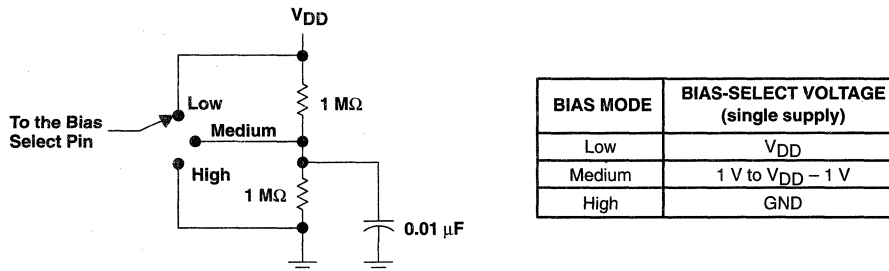 VDD
Low
1 MΩ
To the Bias
Select Pin
Medium
High
1 MΩ
0.01 μF
BIAS MODE
BIAS-SELECT VOLTAGE
(single supply)
Low
VDD
Medium
1 V to VDD – 1 V
High
GND